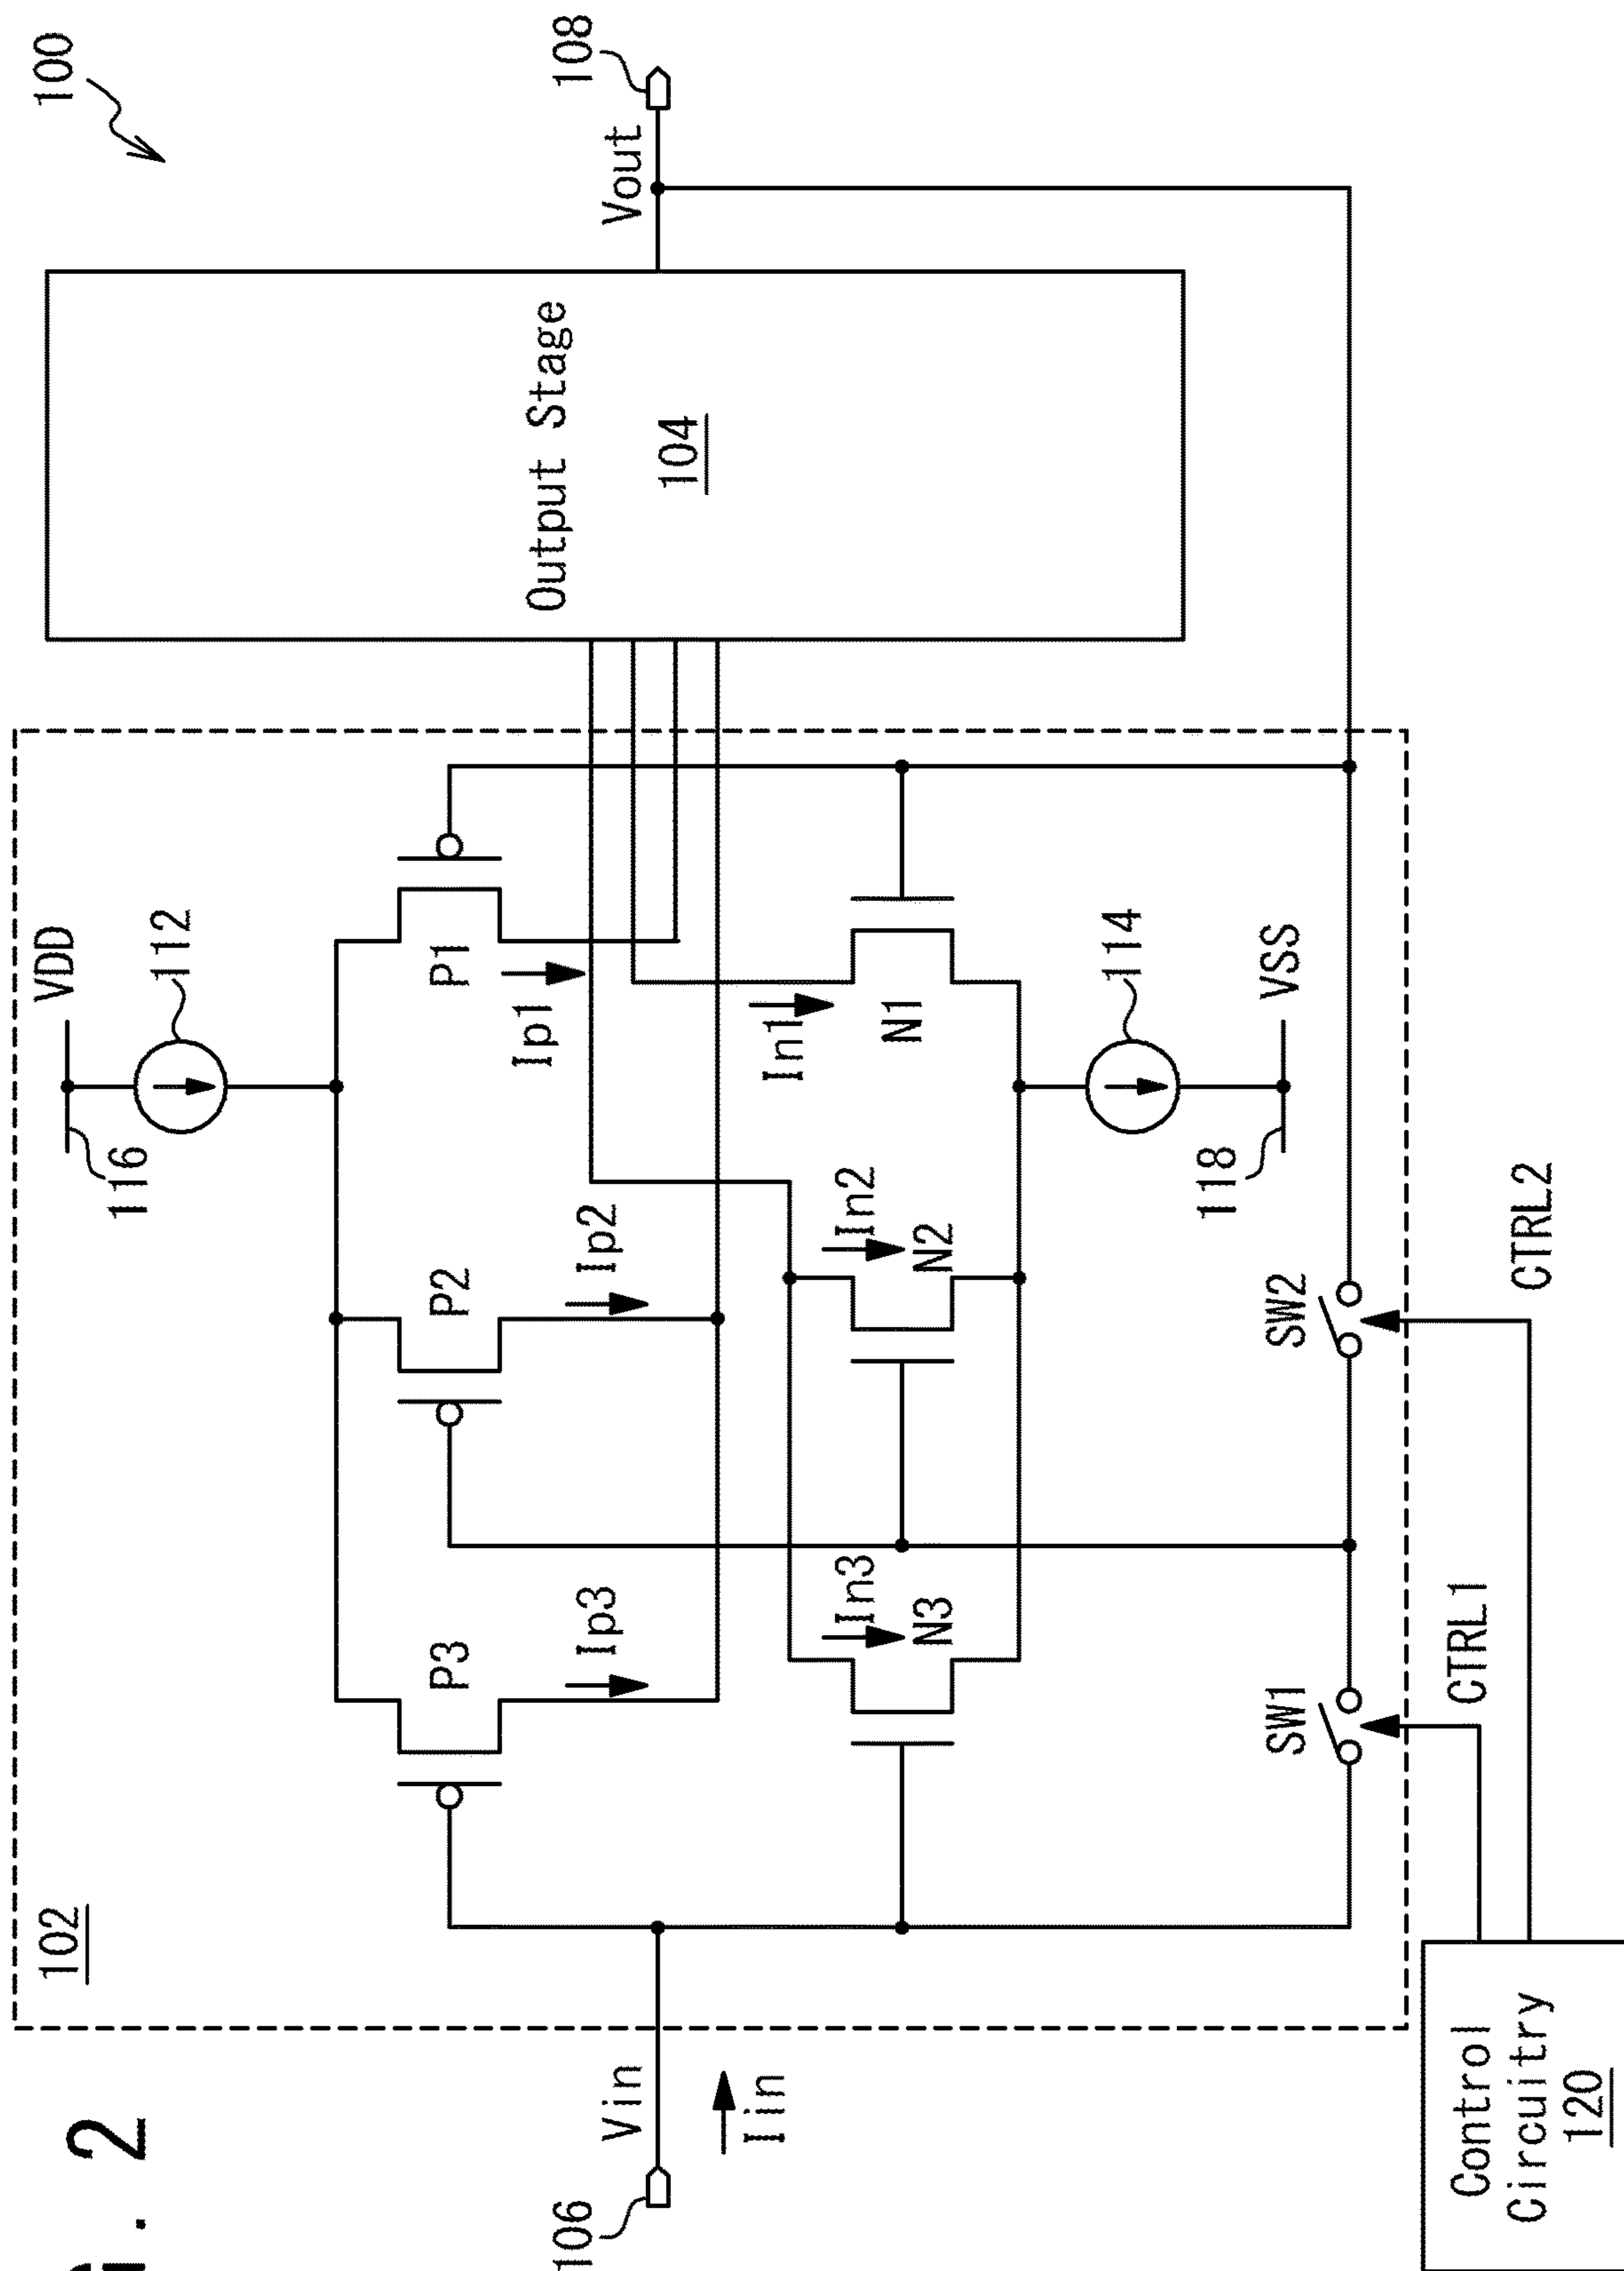 . 2
100
102
VDD
116
112
P3
P2
P1
Ip3
Ip2
Ip1
Output Stage
104
106
Vin
Iin
Vout
108
In3
In2
In1
N3
N2
N1
114
118
VSS
SW1
SW2
CTRL1
CTRL2
Control
Circuitry
120